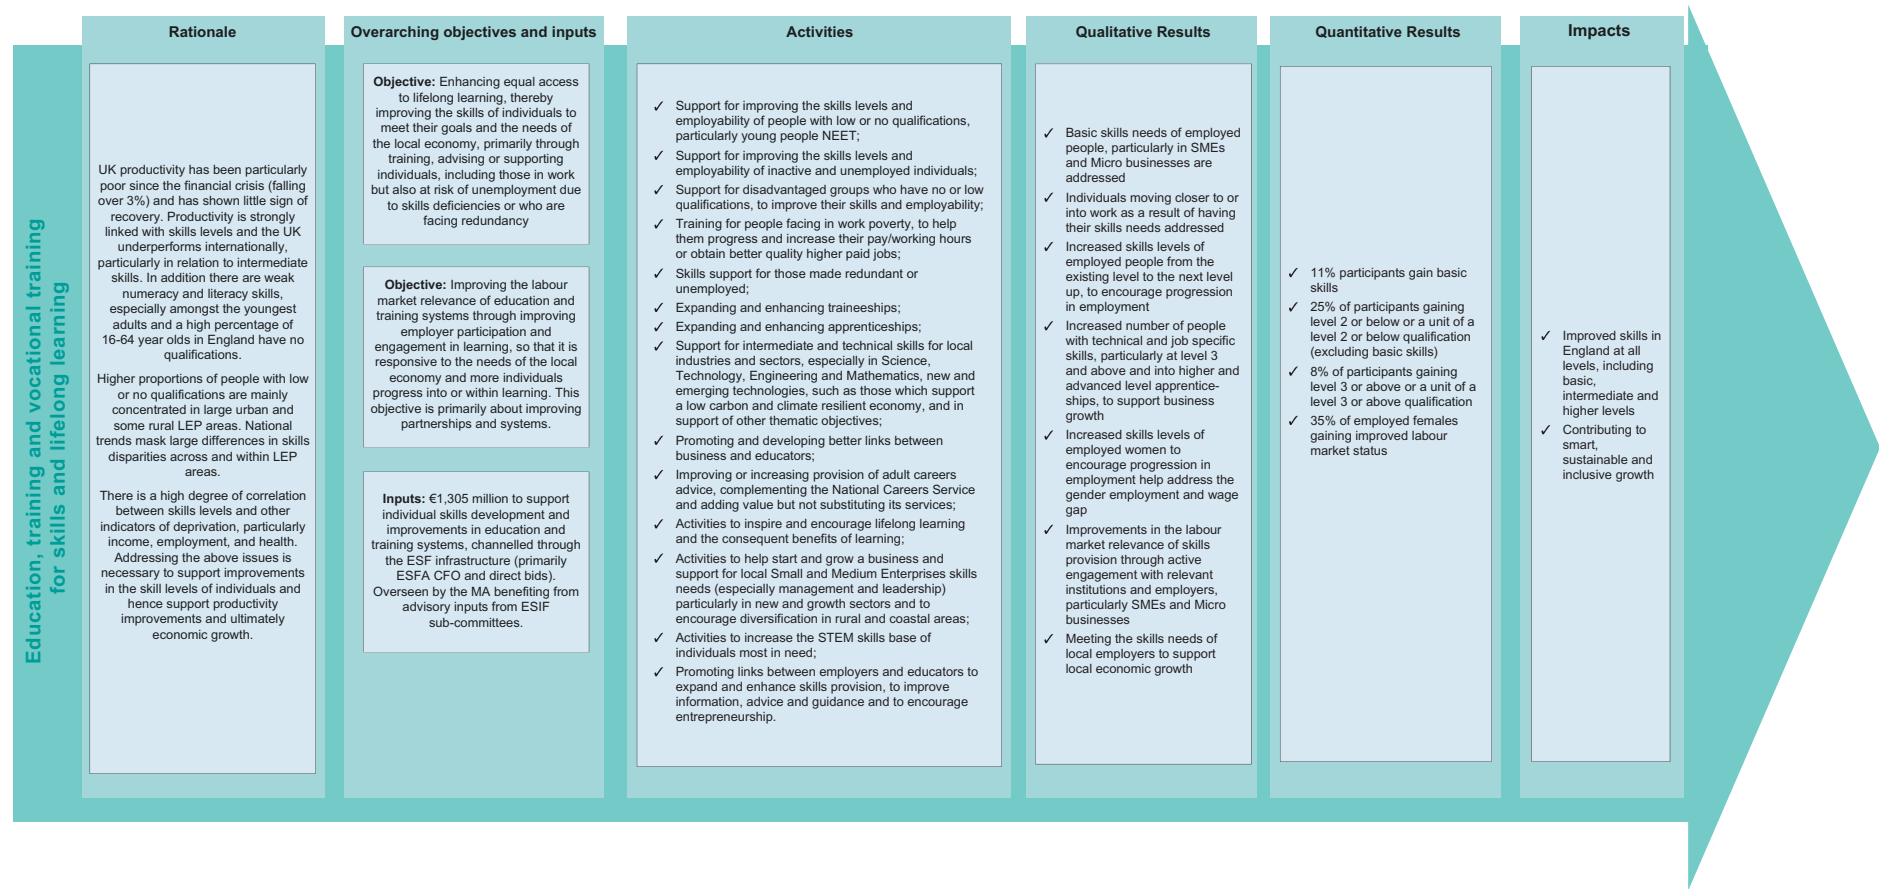 Education, training and vocational training
for skills and lifelong learning
Rationale
UK productivity has been particularly
poor since the financial crisis (falling
over 3%) and has shown little sign of
recovery. Productivity is strongly
linked with skills levels and the UK
underperforms internationally,
particularly in relation to intermediate
skills. In addition there are weak
numeracy and literacy skills,
especially amongst the youngest
adults and a high percentage of
16-64 year olds in England have no
qualifications.
Higher proportions of people with low
or no qualifications are mainly
concentrated in large urban and
some rural LEP areas. National
trends mask large differences in skills
disparities across and within LEP
areas.
There is a high degree of correlation
between skills levels and other
indicators of deprivation, particularly
income, employment, and health.
Addressing the above issues is
necessary to support improvements
in the skill levels of individuals and
hence support productivity
improvements and ultimately
economic growth.
Overarching objectives and inputs
Objective: Enhancing equal access
to lifelong learning, thereby
improving the skills of individuals to
meet their goals and the needs of
the local economy, primarily through
training, advising or supporting
individuals, including those in work
but also at risk of unemployment due
to skills deficiencies or who are
facing redundancy
Objective: Improving the labour
market relevance of education and
training systems through improving
employer participation and
engagement in learning, so that it is
responsive to the needs of the local
economy and more individuals
progress into or within learning. This
objective is primarily about improving
partnerships and systems.
Inputs: €1,305 million to support
individual skills development and
improvements in education and
training systems, channelled through
the ESF infrastructure (primarily
ESFA CFO and direct bids).
Overseen by the MA benefiting from
advisory inputs from ESIF
sub-committees.
Activities
✓ Support for improving the skills levels and
employability of people with low or no qualifications,
particularly young people NEET;
✓ Support for improving the skills levels and
employability of inactive and unemployed individuals;
✓ Support for disadvantaged groups who have no or low
qualifications, to improve their skills and employability;
✓ Training for people facing in work poverty, to help
them progress and increase their pay/working hours
or obtain better quality higher paid jobs;
✓ Skills support for those made redundant or
unemployed;
✓ Expanding and enhancing traineeships;
✓ Expanding and enhancing apprenticeships;
✓ Support for intermediate and technical skills for local
industries and sectors, especially in Science,
Technology, Engineering and Mathematics, new and
emerging technologies, such as those which support
a low carbon and climate resilient economy, and in
support of other thematic objectives;
✓ Promoting and developing better links between
business and educators;
✓ Improving or increasing provision of adult careers
advice, complementing the National Careers Service
and adding value but not substituting its services;
✓ Activities to inspire and encourage lifelong learning
and the consequent benefits of learning;
✓ Activities to help start and grow a business and
support for local Small and Medium Enterprises skills
needs (especially management and leadership)
particularly in new and growth sectors and to
encourage diversification in rural and coastal areas;
✓ Activities to increase the STEM skills base of
individuals most in need;
✓ Promoting links between employers and educators to
expand and enhance skills provision, to improve
information, advice and guidance and to encourage
entrepreneurship.
Qualitative Results
✓ Basic skills needs of employed
people, particularly in SMEs
and Micro businesses are
addressed
✓ Individuals moving closer to or
into work as a result of having
their skills needs addressed
✓ Increased skills levels of
employed people from the
existing level to the next level
up, to encourage progression
in employment
✓ Increased number of people
with technical and job specific
skills, particularly at level 3
and above and into higher and
advanced level apprentice-
ships, to support business
growth
✓ Increased skills levels of
employed women to
encourage progression in
employment help address the
gender employment and wage
gap
✓ Improvements in the labour
market relevance of skills
provision through active
engagement with relevant
institutions and employers,
particularly SMEs and Micro
businesses
✓ Meeting the skills needs of
local employers to support
local economic growth
Quantitative Results
✓ 11% participants gain basic
skills
✓ 25% of participants gaining
level 2 or below or a unit of a
level 2 or below qualification
(excluding basic skills)
✓ 8% of participants gaining
level 3 or above or a unit of a
level 3 or above qualification
✓ 35% of employed females
gaining improved labour
market status
Impacts
✓ Improved skills in
England at all
levels, including
basic,
intermediate and
higher levels
✓ Contributing to
smart,
sustainable and
inclusive growth